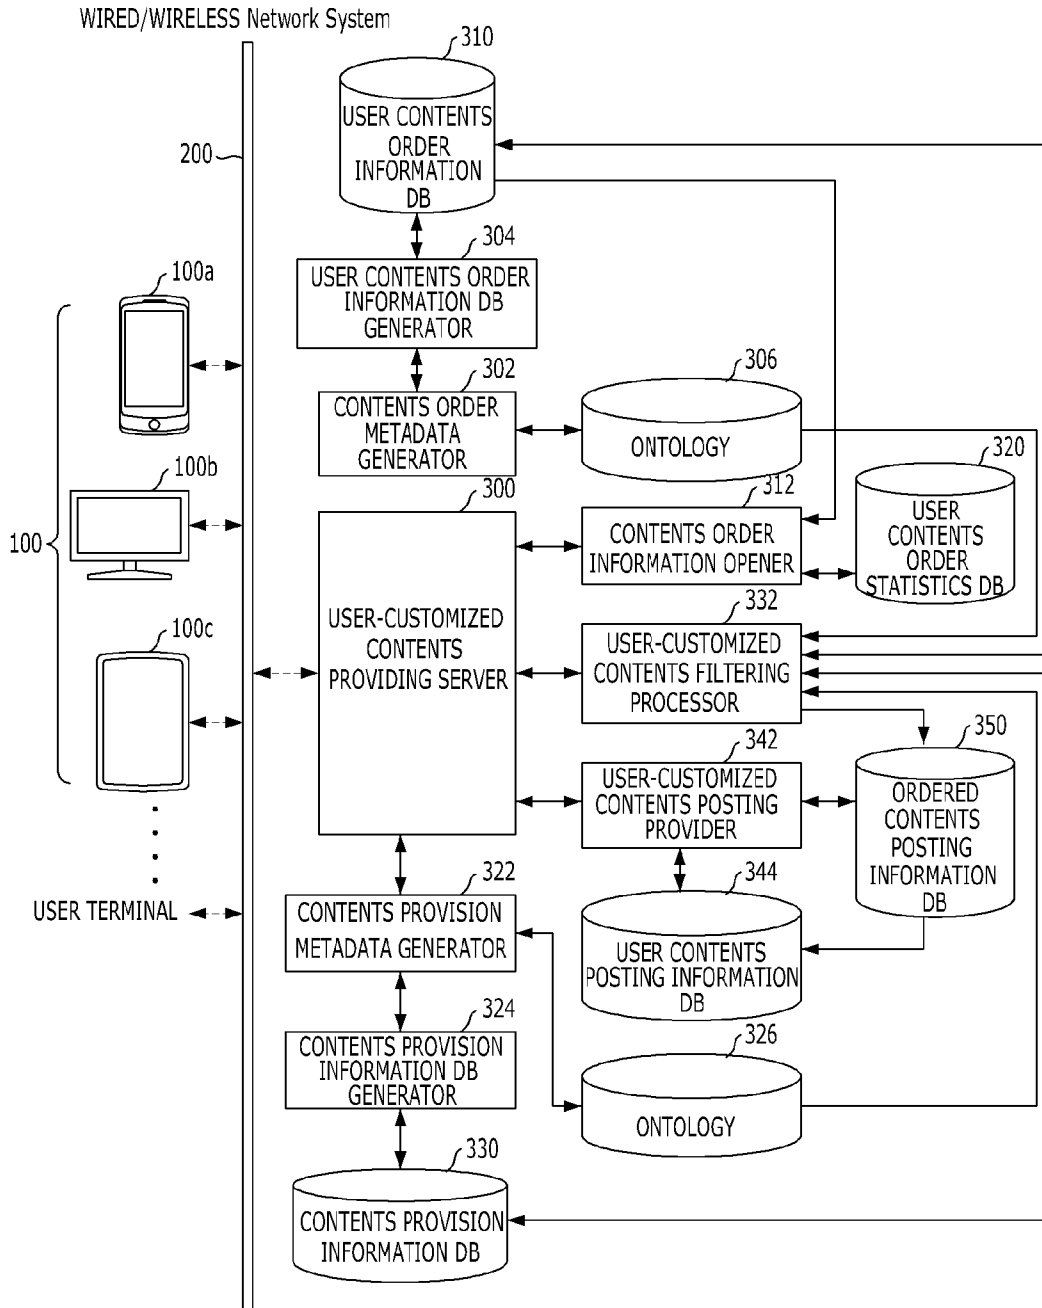 WIRED/WIRELESS Network System
310
USER CONTENTS
ORDER
INFORMATION
DB
200
304
USER CONTENTS ORDER
INFORMATION DB
GENERATOR
100a
302
CONTENTS ORDER
METADATA
GENERATOR
306
ONTOLOGY
320
USER
CONTENTS
ORDER
STATISTICS DB
100b
100
300
USER-CUSTOMIZED
CONTENTS
PROVIDING SERVER
312
CONTENTS ORDER
INFORMATION OPENER
332
USER-CUSTOMIZED
CONTENTS FILTERING
PROCESSOR
100c
342
USER-CUSTOMIZED
CONTENTS POSTING
PROVIDER
350
ORDERED
CONTENTS
POSTING
INFORMATION
DB
USER TERMINAL
322
CONTENTS PROVISION
METADATA GENERATOR
344
USER CONTENTS
POSTING INFORMATION
DB
324
CONTENTS PROVISION
INFORMATION DB
GENERATOR
326
ONTOLOGY
330
CONTENTS PROVISION
INFORMATION DB